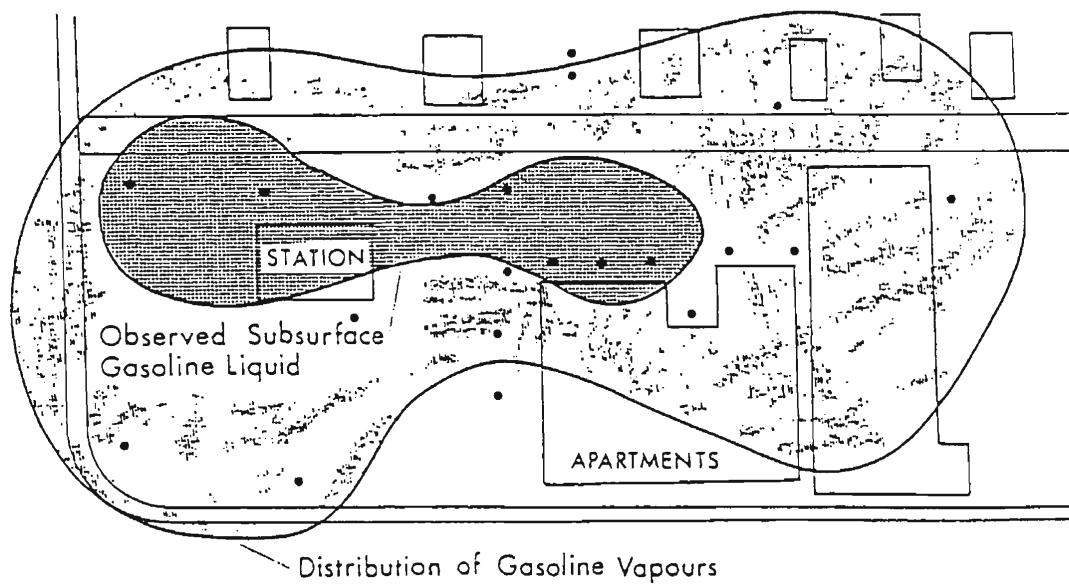 STATION
Observed Subsurface
Gasoline Liquid
APARTMENTS
Distribution of Gasoline Vapours